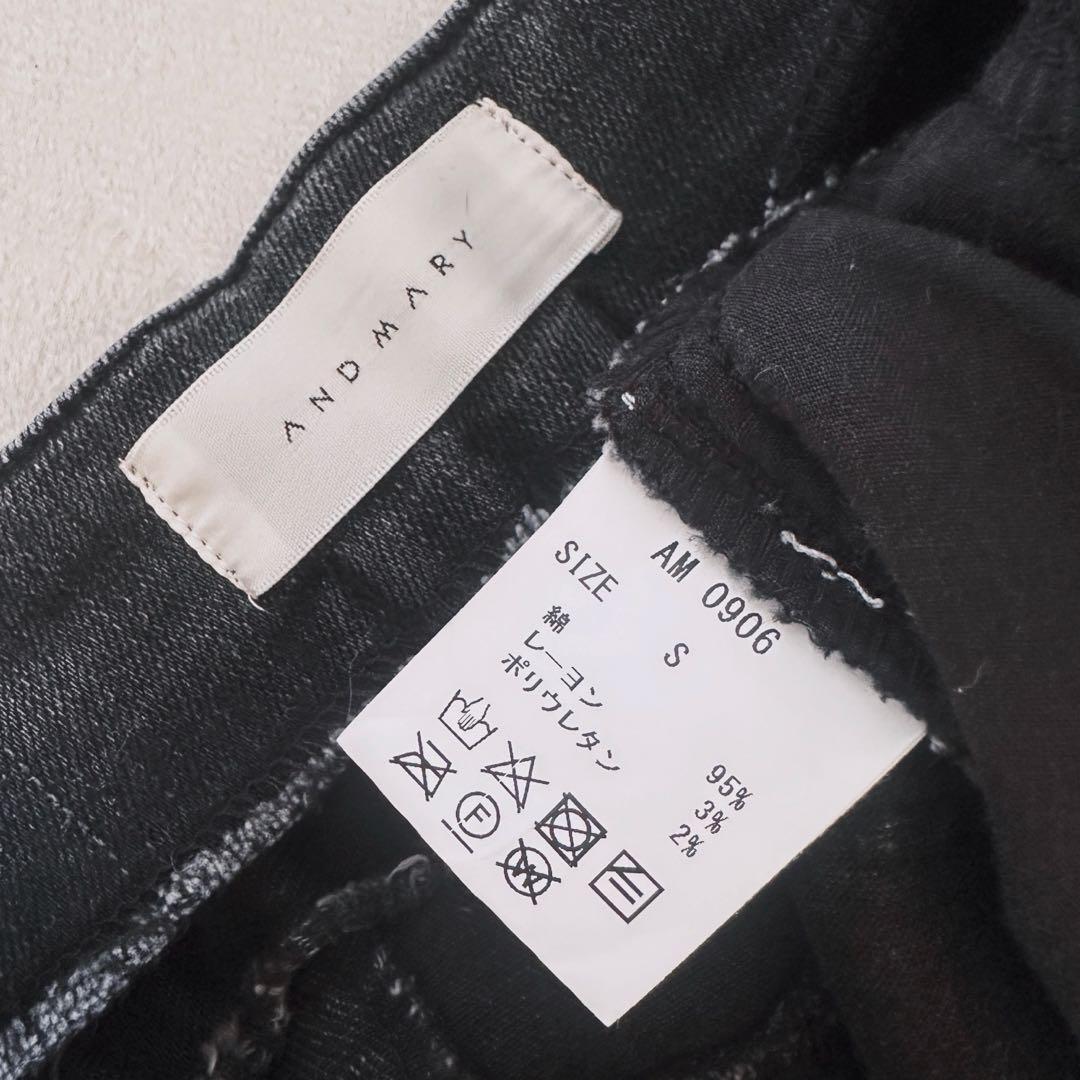 ANDMARY
AM 0906
SIZE S
綿 95%
レーヨン 3%
ポリウレタン 2%
F
W